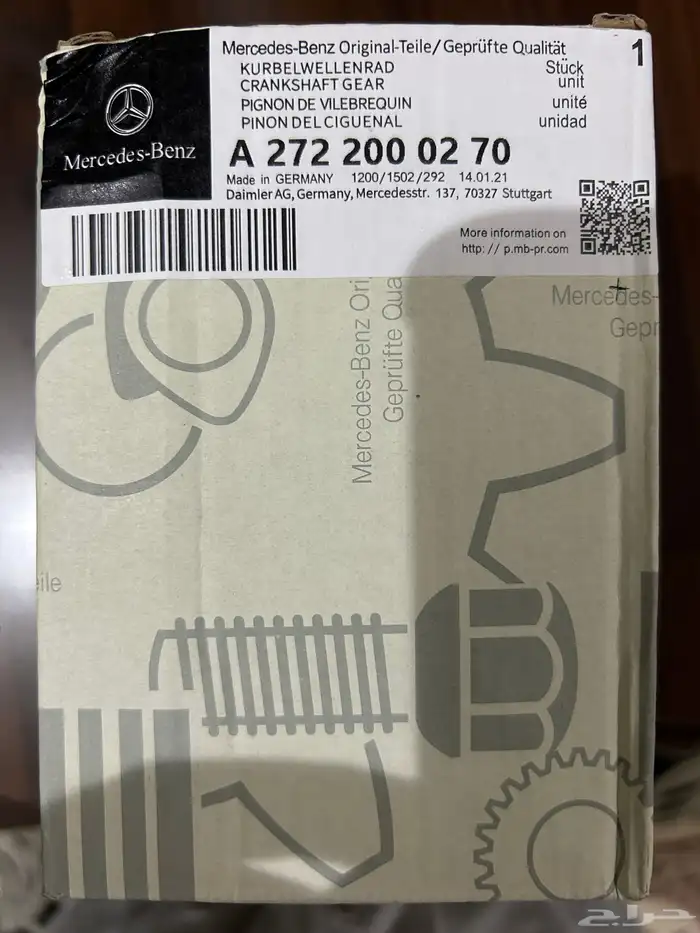 Mercedes-Benz
Mercedes-Benz Original-Teile/Geprüfte Qualität
1
KURBELWELLENRAD Stück
CRANKSHAFT GEAR unit
PIGNON DE VILEBREQUIN unité
PINON DEL CIGUENAL unidad
A 272 200 02 70
Made in GERMANY 1200/1502/292 14.01.21
Daimler AG, Germany, Mercedesstr. 137, 70327 Stuttgart
More information on
http:// p.mb-pr.com
Mercedes-Benz Ori
Geprüfte Qua
Mercedes-
Gepr
eile
حراج